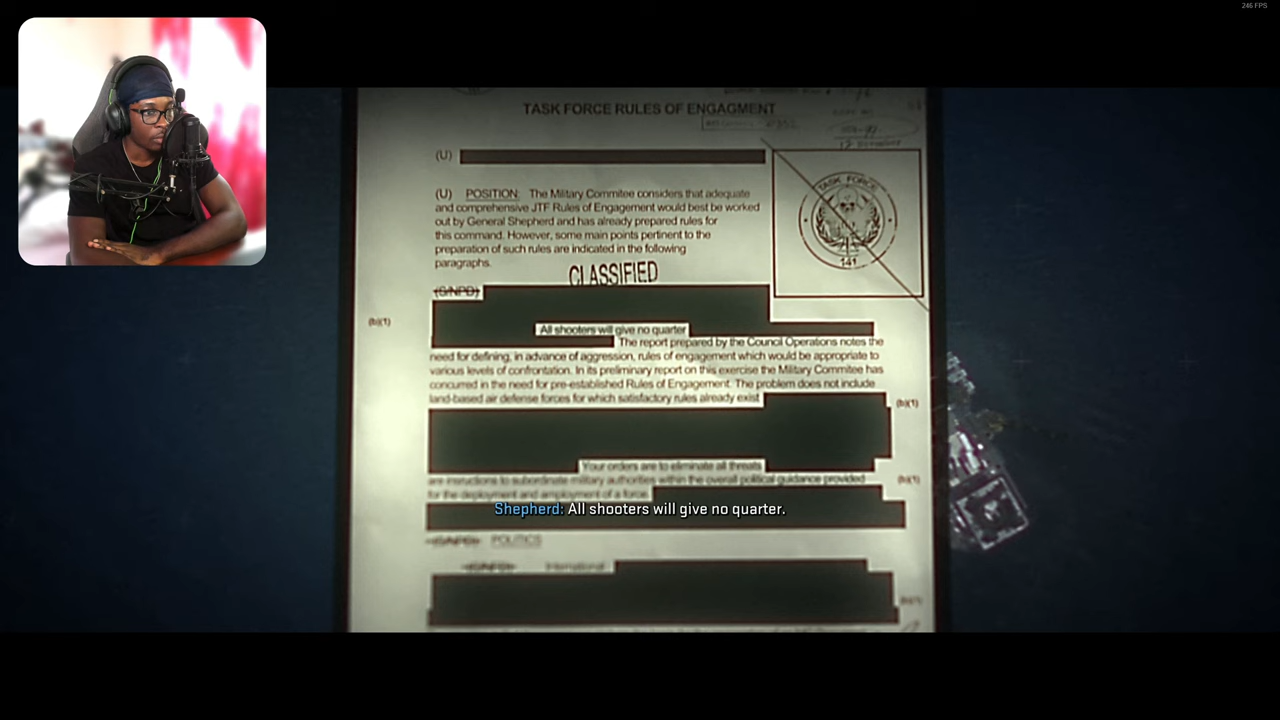 246 FPS
TASK FORCE RULES OF ENGAGMENT
(U)
(U) POSITION: The Military Commitee considers that adequate
and comprehensive JTF Rules of Engagement would best be worked
out by General Shepherd and has already prepared rules for
this command. However, some main points pertinent to the
preparation of such rules are indicated in the following
paragraphs.
TASK FORCE
141
CLASSIFIED
(S/NPD)
(b)(1)
All shooters will give no quarter
The report prepared by the Council Operations notes the
need for defining, in advance of aggression, rules of engagement which would be appropriate to
various levels of confrontation. In its preliminary report on this exercise the Military Commitee has
concurred in the need for pre-established Rules of Engagement. The problem does not include
land-based air defense forces for which satisfactory rules already exist
(b)(1)
Your orders are to eliminate all threats
are insructions to subordinate military authorities within the overall political guidance provided
(b)(1)
for the deployment and employment of a force.
Shepherd: All shooters will give no quarter.
POLITICS
International
(b)(1)